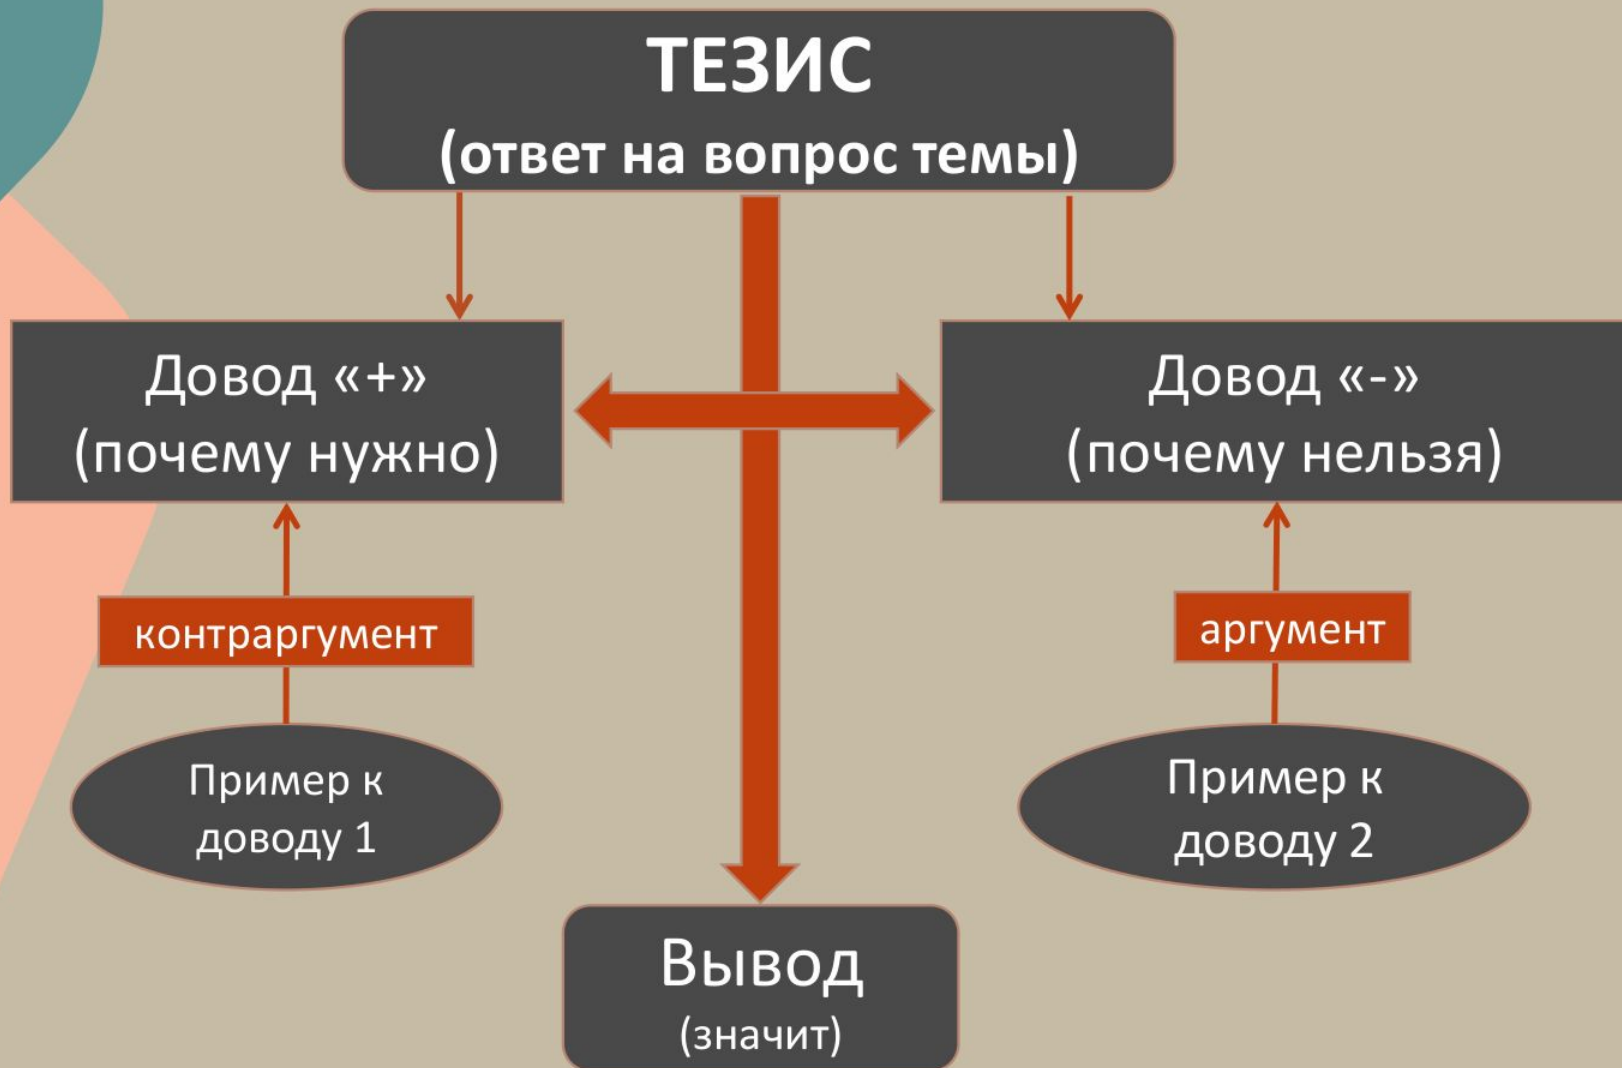 ТЕЗИС
(ответ на вопрос темы)
Довод «+»
(почему нужно)
Довод «-»
(почему нельзя)
контраргумент
аргумент
Пример к
доводу 1
Пример к
доводу 2
Вывод
(значит)